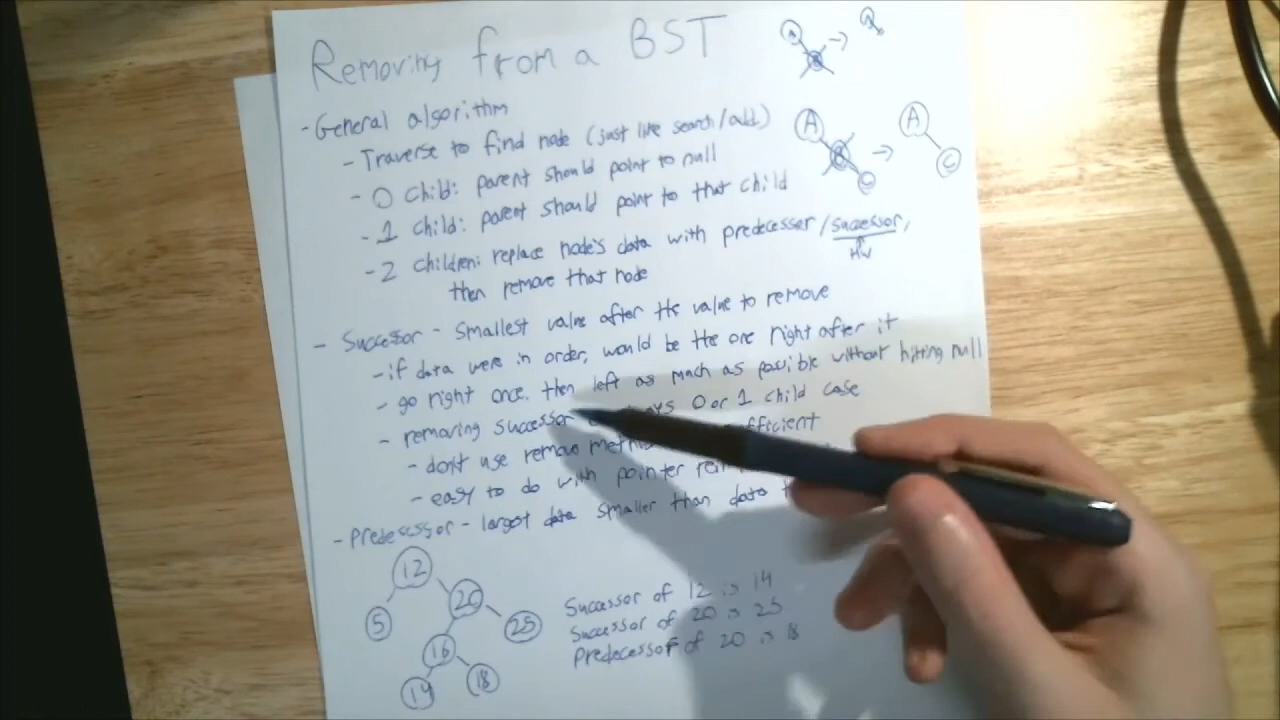 Removing from a BST
- General algorithm
- Traverse to find node (just like search/add)
- 0 child: parent should point to null
- 1 child: parent should point to that child
- 2 children: replace node's data with predecesser/successor,
HW
then remove that node
- Successor - smallest value after the value to remove
- if data were in order, would be the one right after it
- go right once. then left as much as possible without hitting null
- removing successor 0 or 1 child case
- don't use remove
- easy to do with pointer
- Predecessor - largest data smaller than data
12
5
20
25
16
14
18
Successor of 12 is 14
Successor of 20 is 25
Predecessor of 20 is 18
A
A
A
C